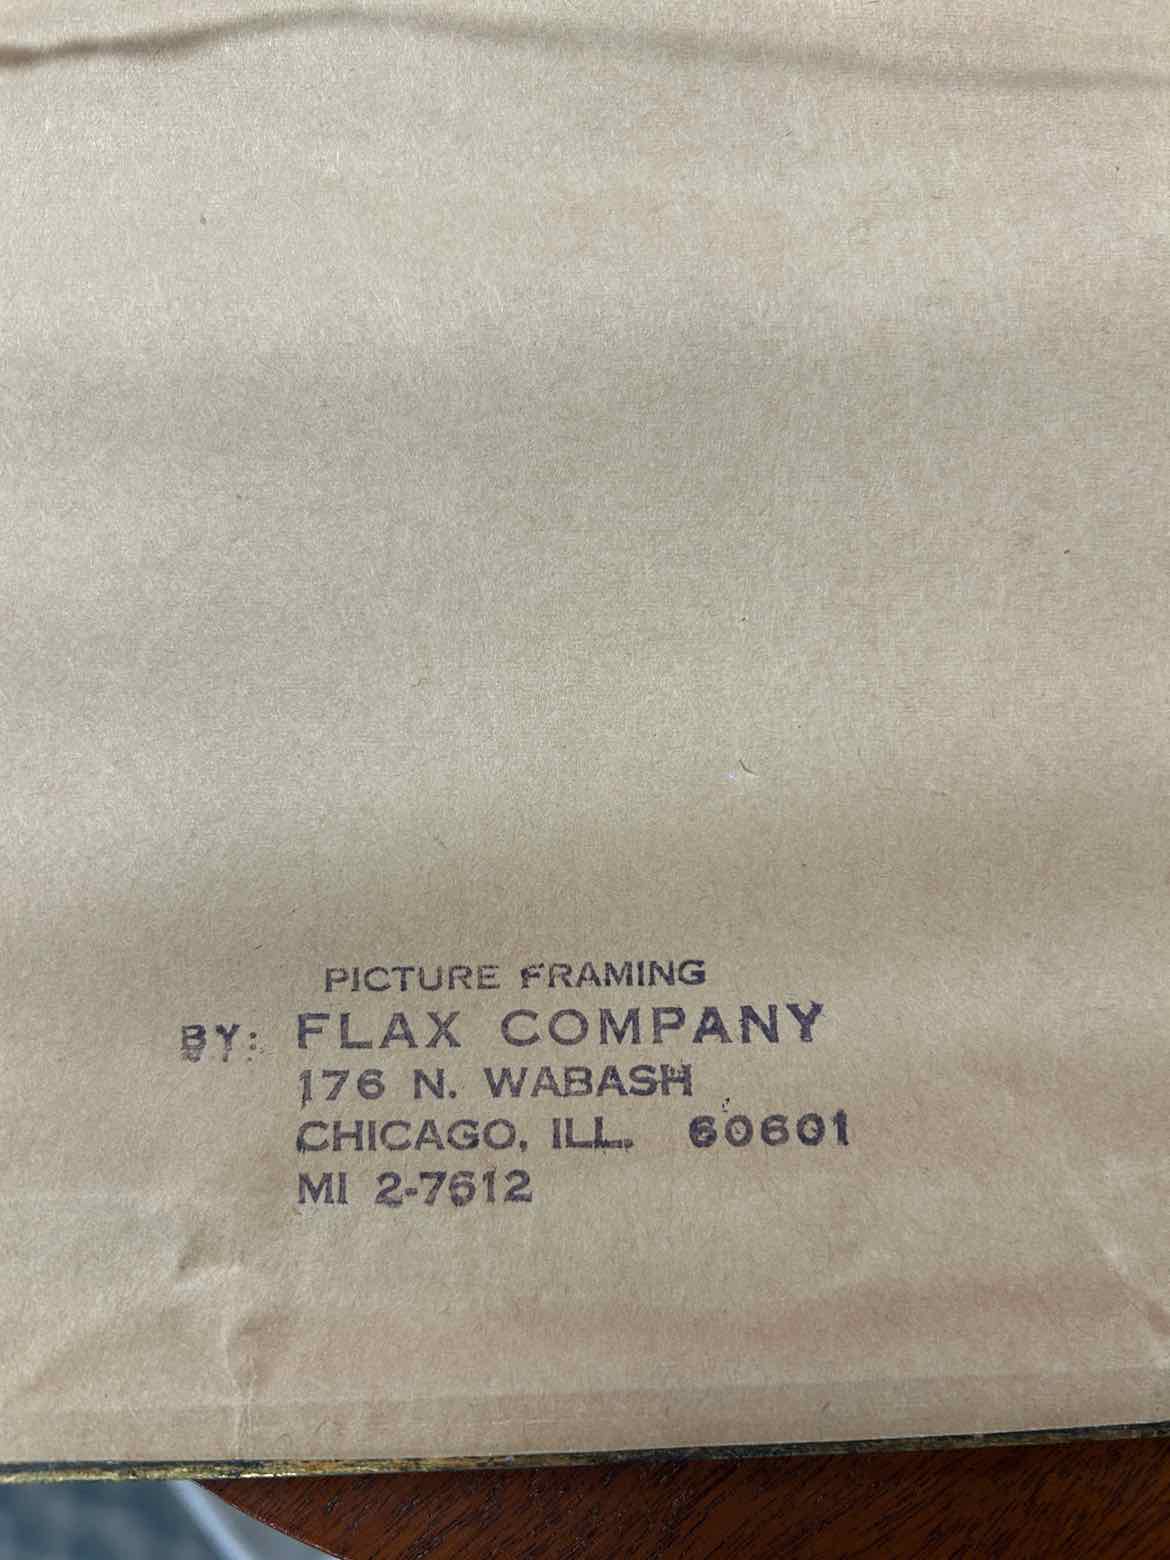 PICTURE FRAMING
BY: FLAX COMPANY
176 N. WABASH
CHICAGO, ILL. 60601
MI 2-7612